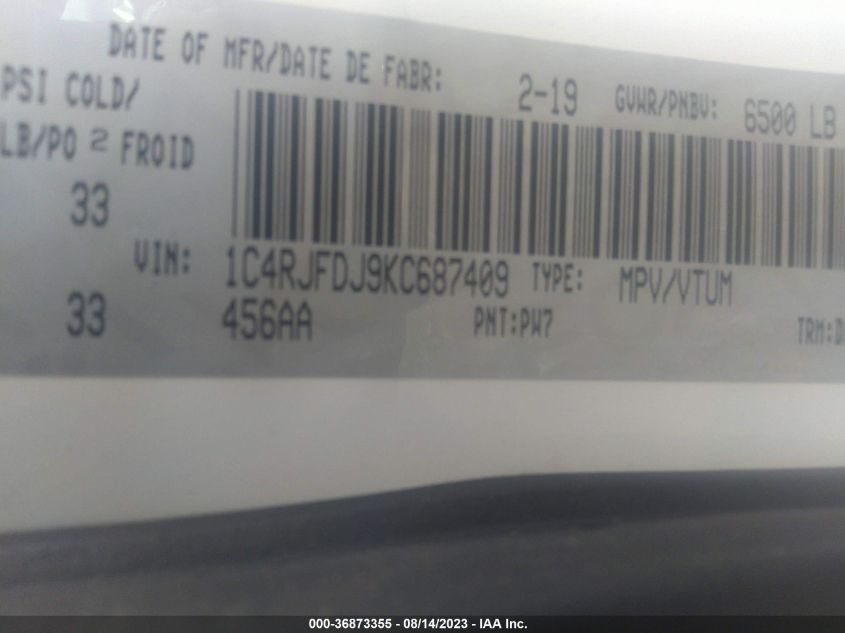 DATE OF MFR/DATE DE FABR: 2-19 GVWR/PNBV: 6500 LB
PSI COLD/
LB/PO 2 FROID
33
VIN: 1C4RJFDJ9KC687409 TYPE: MPV/VTUM
33 456AA PNT:PW7 TRM:D
000-36873355 - 08/14/2023 - IAA Inc.